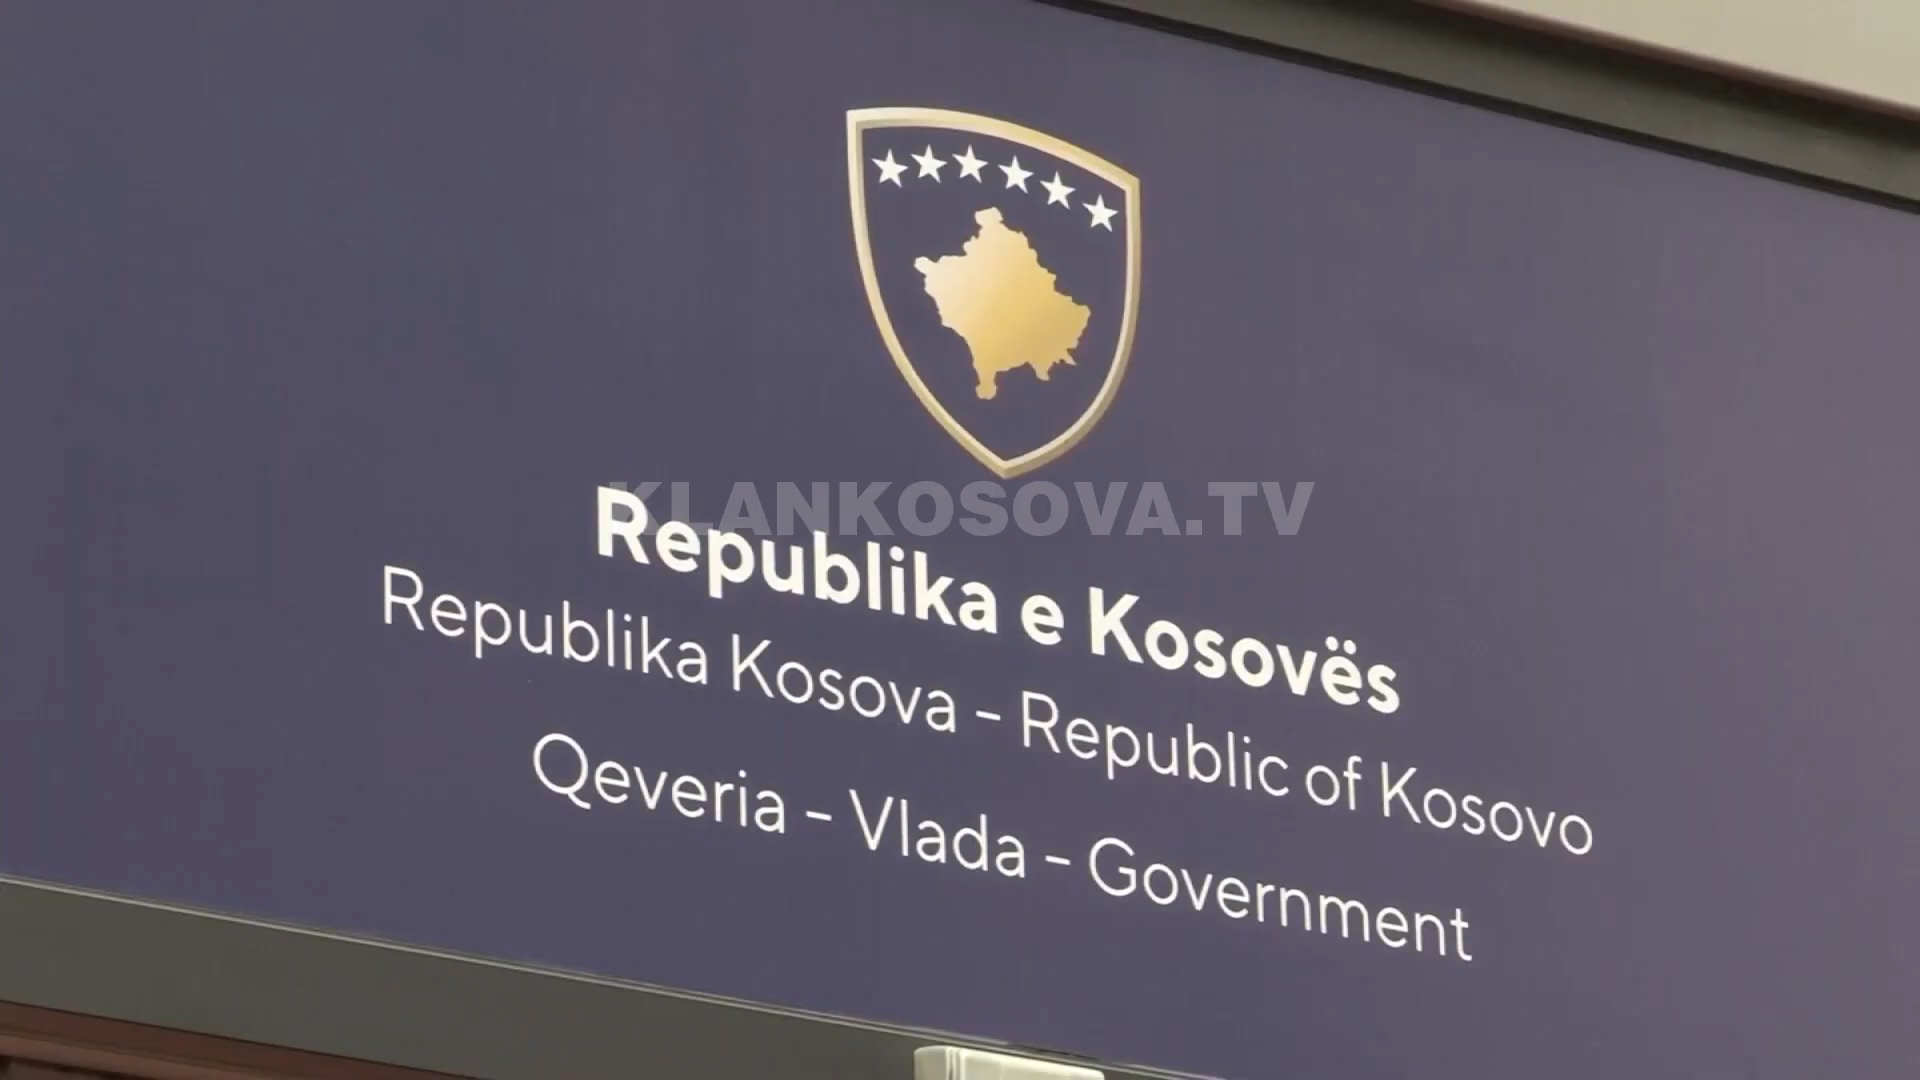 KLANKOSOVA.TV
Republika e Kosovës
Republika Kosova - Republic of Kosovo
Qeveria - Vlada - Government